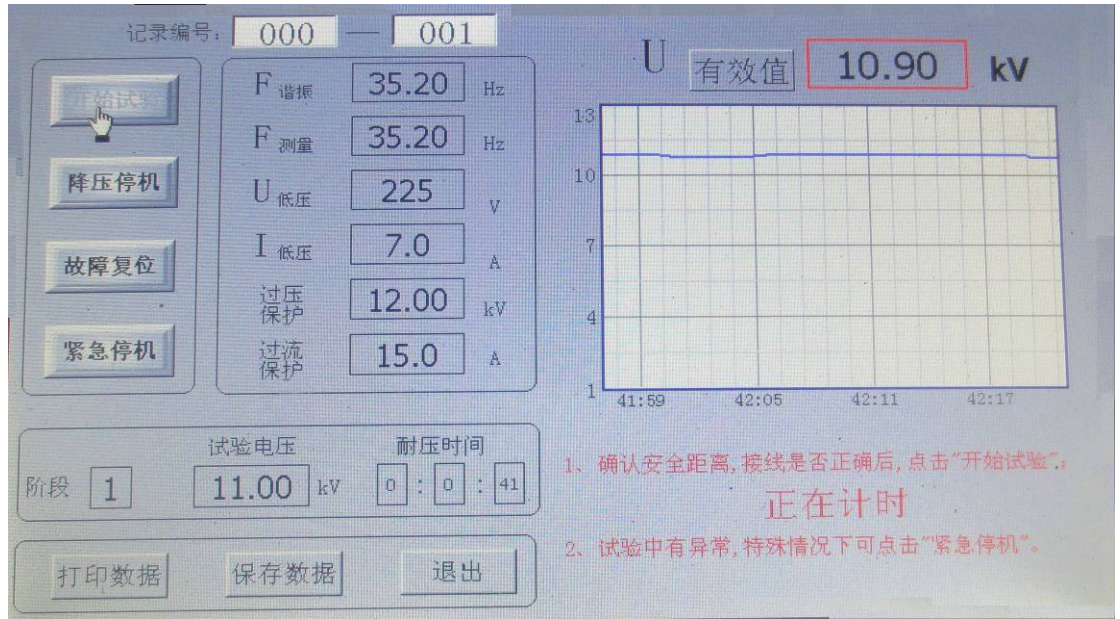 记录编号: 000 — 001
开始试验
降压停机
故障复位
紧急停机
F 谐振 35.20 Hz
F 测量 35.20 Hz
U 低压 225 V
I 低压 7.0 A
过压保护 12.00 kV
过流保护 15.0 A
U 有效值 10.90 kV
13
10
7
4
1
41:59 42:05 42:11 42:17
试验电压 耐压时间
阶段 1 11.00 kV 0 : 0 : 41
打印数据 保存数据 退出
1、确认安全距离,接线是否正确后,点击"开始试验";
正在计时
2、试验中有异常,特殊情况下可点击"紧急停机"。